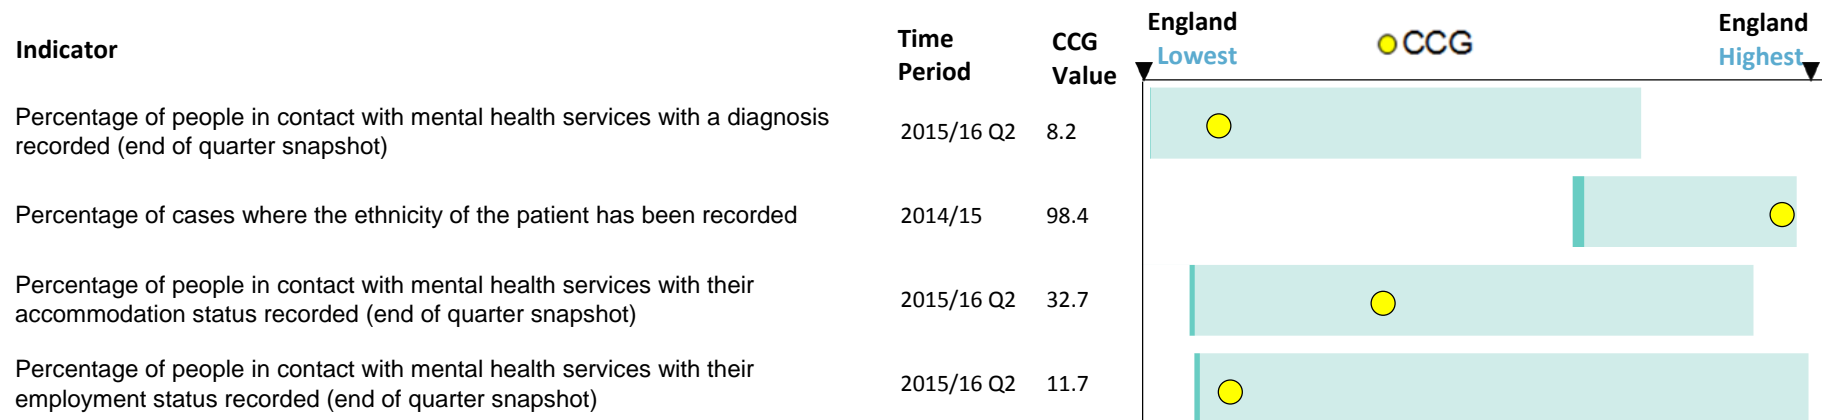 Indicator
Time Period
CCG Value
England Lowest
CCG
England Highest
Percentage of people in contact with mental health services with a diagnosis
recorded (end of quarter snapshot)
2015/16 Q2
8.2
Percentage of cases where the ethnicity of the patient has been recorded
2014/15
98.4
Percentage of people in contact with mental health services with their
accommodation status recorded (end of quarter snapshot)
2015/16 Q2
32.7
Percentage of people in contact with mental health services with their
employment status recorded (end of quarter snapshot)
2015/16 Q2
11.7